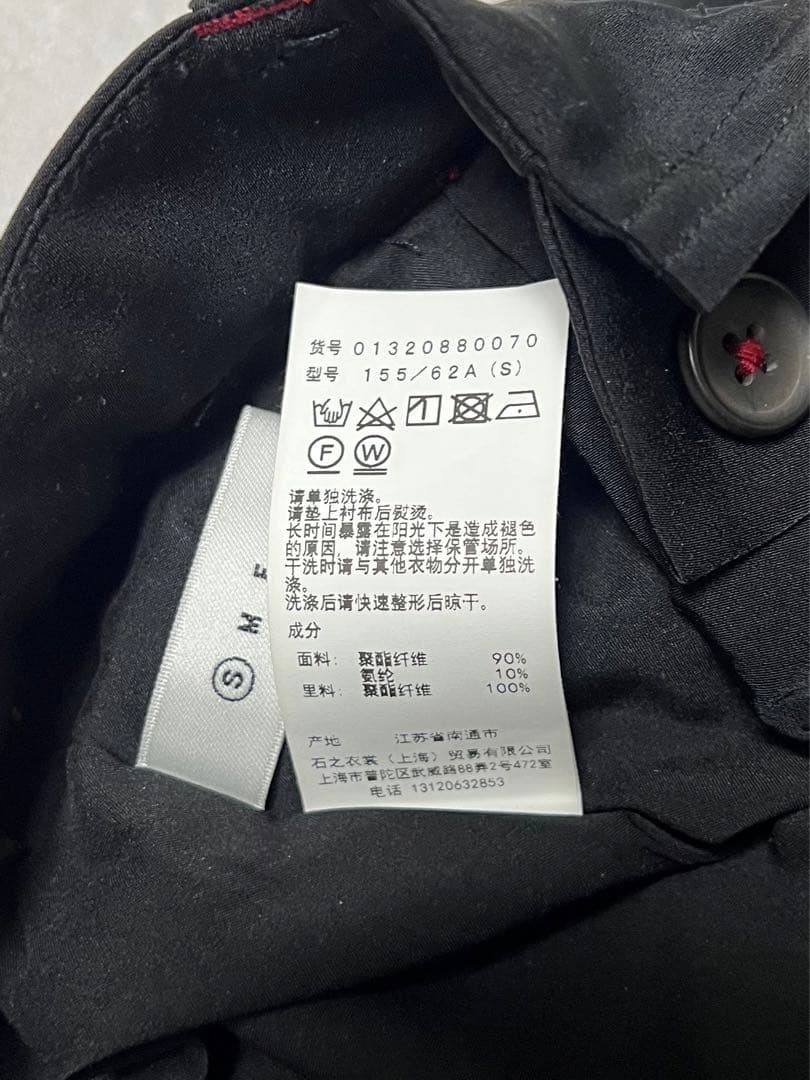 货号 01320880070
型号 155/62A(S)
F W
请单独洗涤。
请垫上衬布后熨烫。
长时间暴露在阳光下是造成褪色
的原因,请注意选择保管场所。
干洗时请与其他衣物分开单独洗
涤。
洗涤后请快速整形后晾干。
成分
面料: 聚酯纤维 90%
氨纶 10%
里料: 聚酯纤维 100%
产地 江苏省南通市
石之衣裳(上海)贸易有限公司
上海市普陀区武威路88弄2号472室
电话 13120632853
S